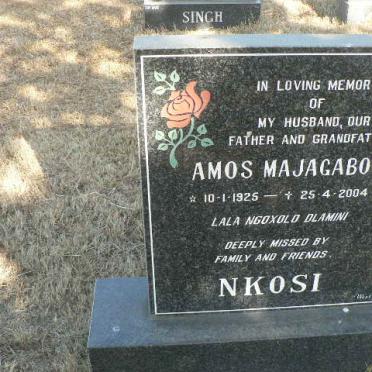 SINGH
IN LOVING MEMOR
OF
MY HUSBAND, OUR
FATHER AND GRANDFAT
AMOS MAJAGABO
☆ 10-1-1925 — ✝ 25-4-2004
LALA NGOXOLO DLAMINI
DEEPLY MISSED BY
FAMILY AND FRIENDS
NKOSI